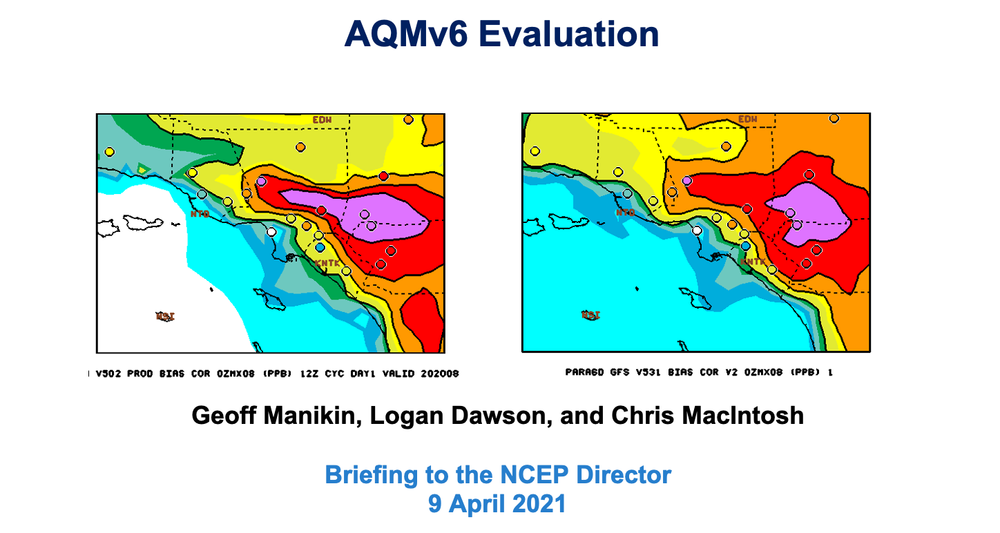 AQMv6 Evaluation
EDW
NTD
KNTK
NSI
EDW
NTD
KNTK
NSI
V502 PROD BIAS COR OZMX08 (PPB) 12Z CYC DAY1 VALID 202008
PARA6D GFS V531 BIAS COR V2 OZMX08 (PPB) 1
Geoff Manikin, Logan Dawson, and Chris MacIntosh
Briefing to the NCEP Director
9 April 2021